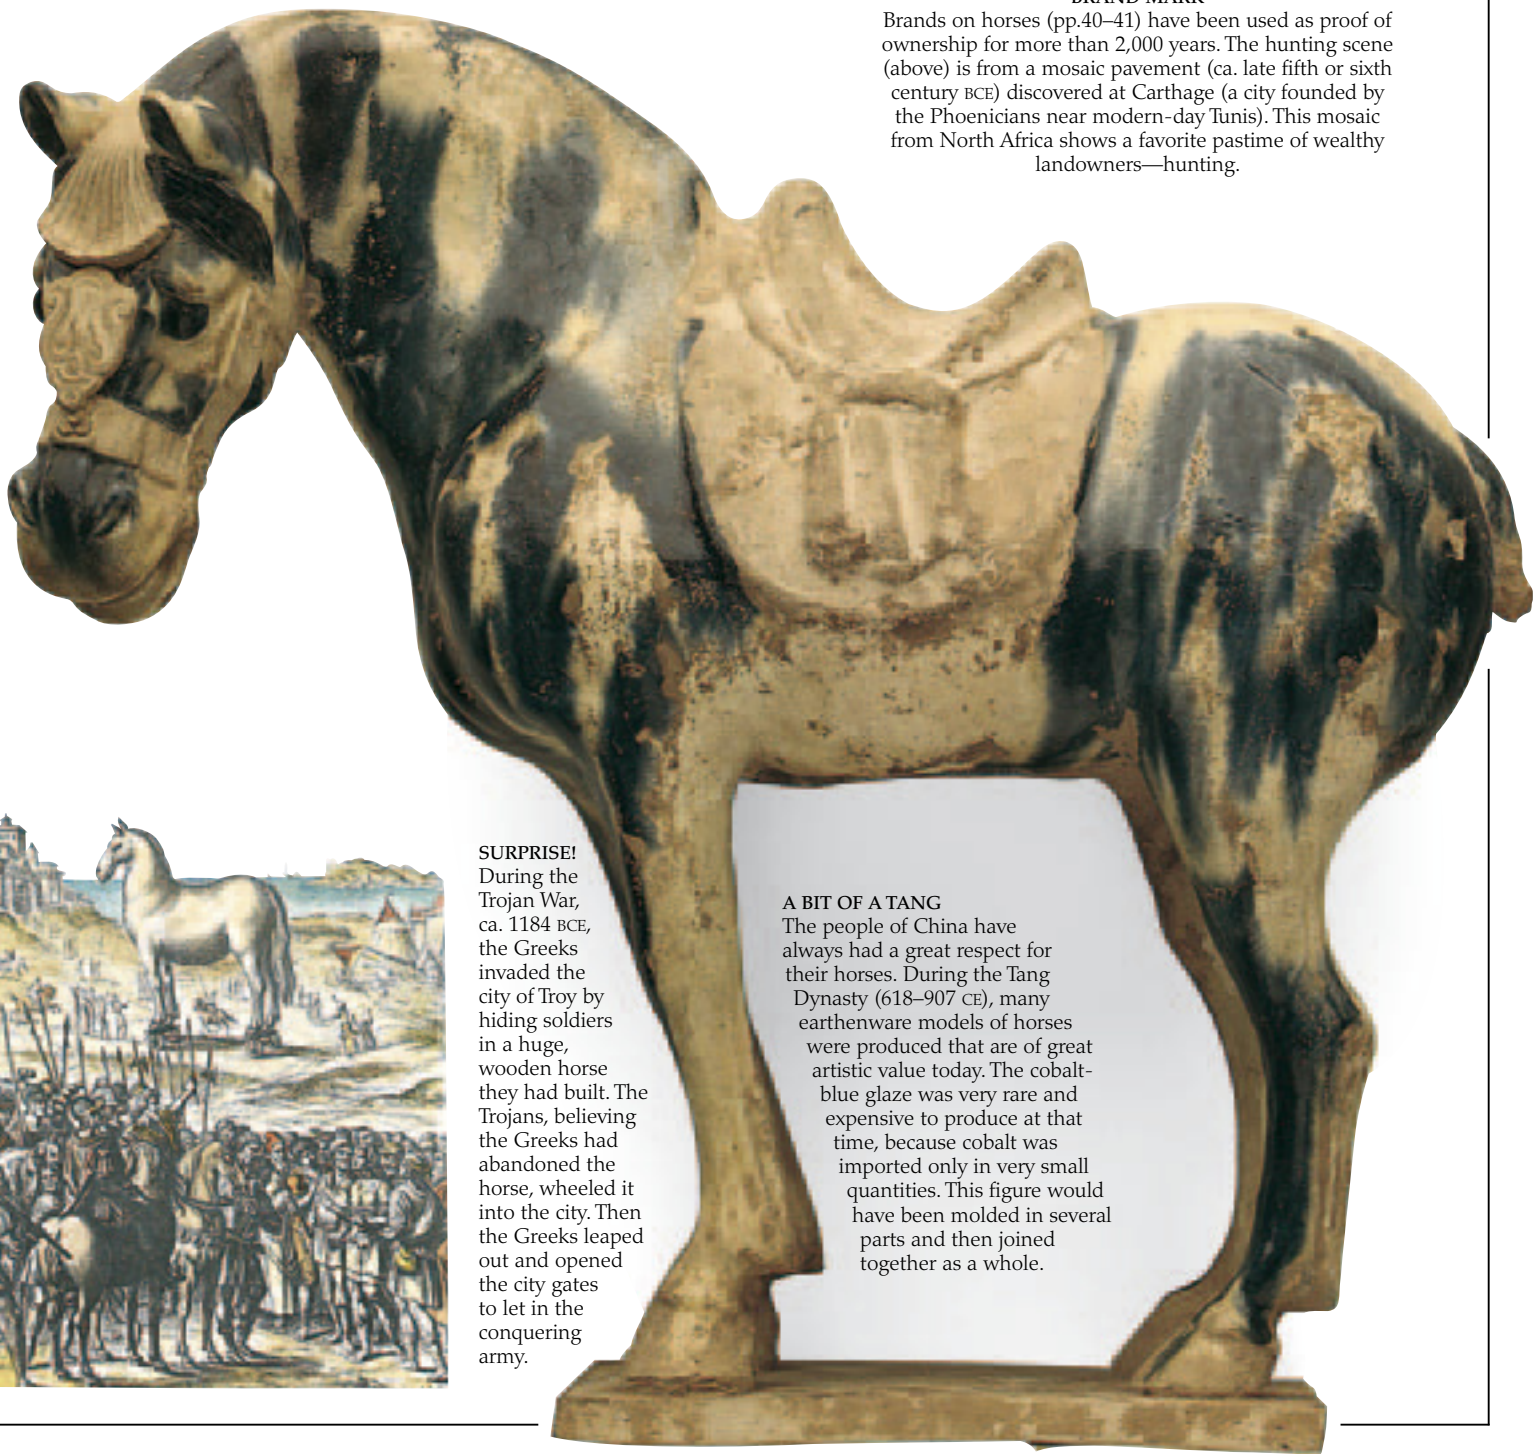 BRAND MARK
Brands on horses (pp.40–41) have been used as proof of
ownership for more than 2,000 years. The hunting scene
(above) is from a mosaic pavement (ca. late fifth or sixth
century BCE) discovered at Carthage (a city founded by
the Phoenicians near modern-day Tunis). This mosaic
from North Africa shows a favorite pastime of wealthy
landowners—hunting.
SURPRISE!
During the
Trojan War,
ca. 1184 BCE,
the Greeks
invaded the
city of Troy by
hiding soldiers
in a huge,
wooden horse
they had built. The
Trojans, believing
the Greeks had
abandoned the
horse, wheeled it
into the city. Then
the Greeks leaped
out and opened
the city gates
to let in the
conquering
army.
A BIT OF A TANG
The people of China have
always had a great respect for
their horses. During the Tang
Dynasty (618–907 CE), many
earthenware models of horses
were produced that are of great
artistic value today. The cobalt-
blue glaze was very rare and
expensive to produce at that
time, because cobalt was
imported only in very small
quantities. This figure would
have been molded in several
parts and then joined
together as a whole.